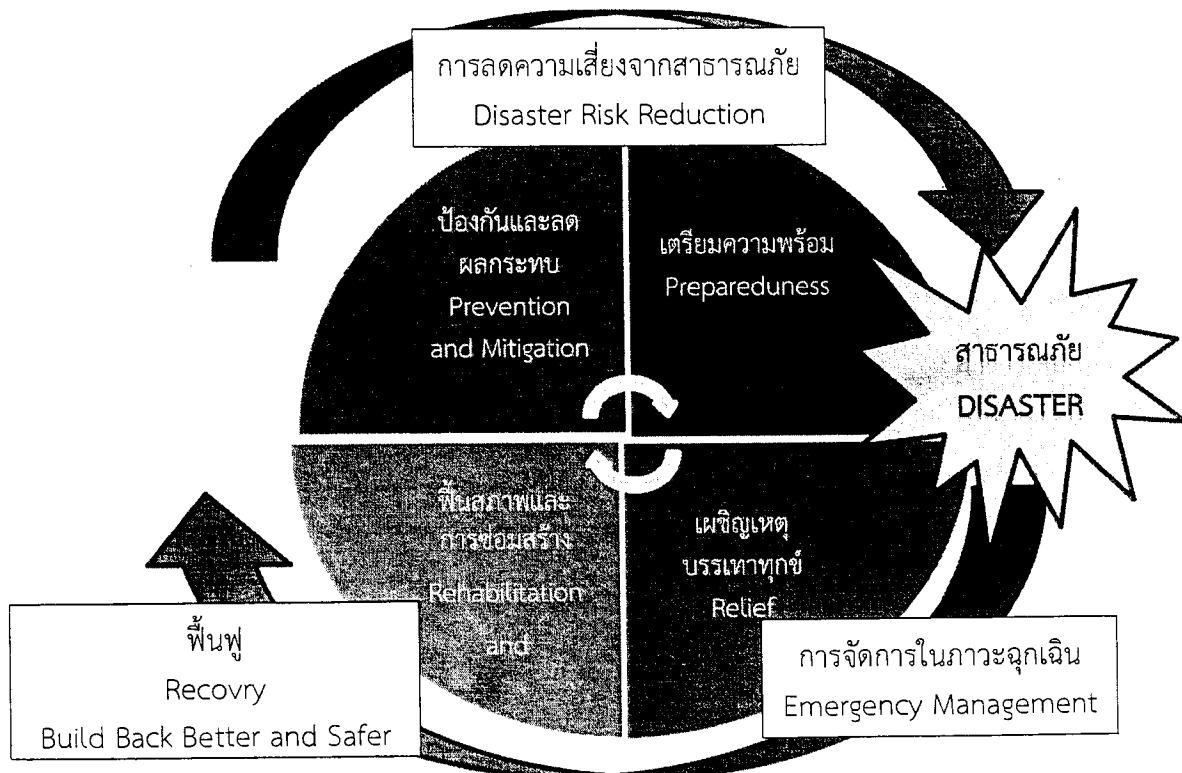 การลดความเสี่ยงจากสาธารณภัย
Disaster Risk Reduction
ป้องกันและลด
ผลกระทบ
Prevention
and Mitigation
เตรียมความพร้อม
Prepareduness
สาธารณภัย
DISASTER
ฟื้นสภาพและ
การซ่อมสร้าง
Rehabilitation
and
เผชิญเหตุ
บรรเทาทุกข์
Relief
ฟื้นฟู
Recovry
Build Back Better and Safer
การจัดการในภาวะฉุกเฉิน
Emergency Management